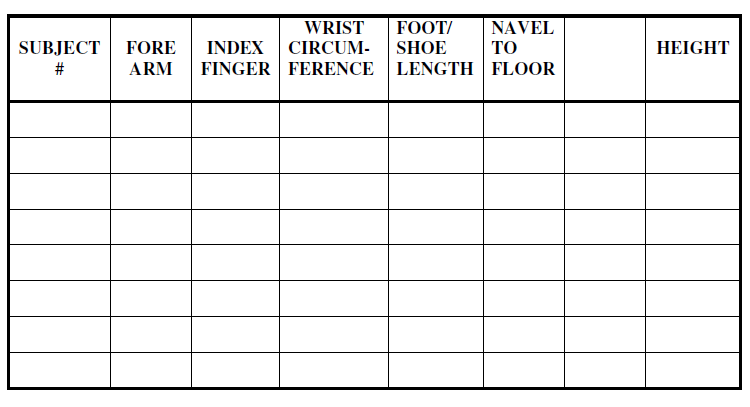 SUBJECT #
FORE ARM
INDEX FINGER
WRIST CIRCUM-
FERENCE
FOOT/
SHOE
LENGTH
NAVEL
TO
FLOOR
HEIGHT